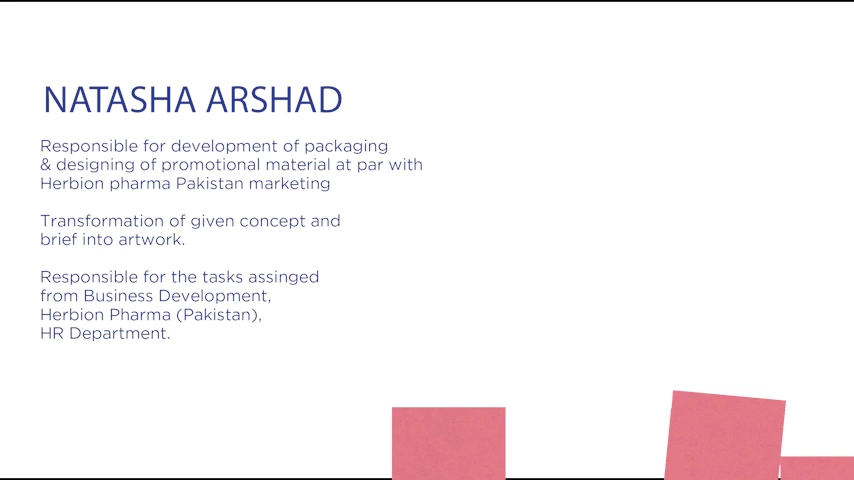 NATASHA ARSHAD
Responsible for development of packaging
& designing of promotional material at par with
Herbion pharma Pakistan marketing
Transformation of given concept and
brief into artwork.
Responsible for the tasks assinged
from Business Development,
Herbion Pharma (Pakistan),
HR Department.